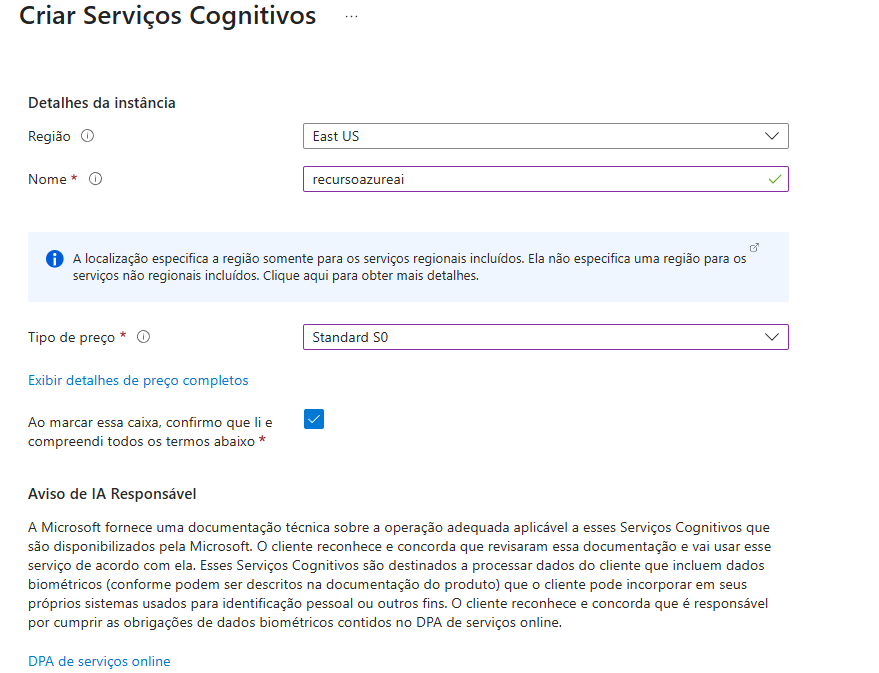 Criar Serviços Cognitivos ...
Detalhes da instância
Região
East US
Nome *
recursoazureai
A localização especifica a região somente para os serviços regionais incluídos. Ela não especifica uma região para os
serviços não regionais incluídos. Clique aqui para obter mais detalhes.
Tipo de preço *
Standard S0
Exibir detalhes de preço completos
Ao marcar essa caixa, confirmo que li e
compreendi todos os termos abaixo *
Aviso de IA Responsável
A Microsoft fornece uma documentação técnica sobre a operação adequada aplicável a esses Serviços Cognitivos que
são disponibilizados pela Microsoft. O cliente reconhece e concorda que revisaram essa documentação e vai usar esse
serviço de acordo com ela. Esses Serviços Cognitivos são destinados a processar dados do cliente que incluem dados
biométricos (conforme podem ser descritos na documentação do produto) que o cliente pode incorporar em seus
próprios sistemas usados para identificação pessoal ou outros fins. O cliente reconhece e concorda que é responsável
por cumprir as obrigações de dados biométricos contidos no DPA de serviços online.
DPA de serviços online